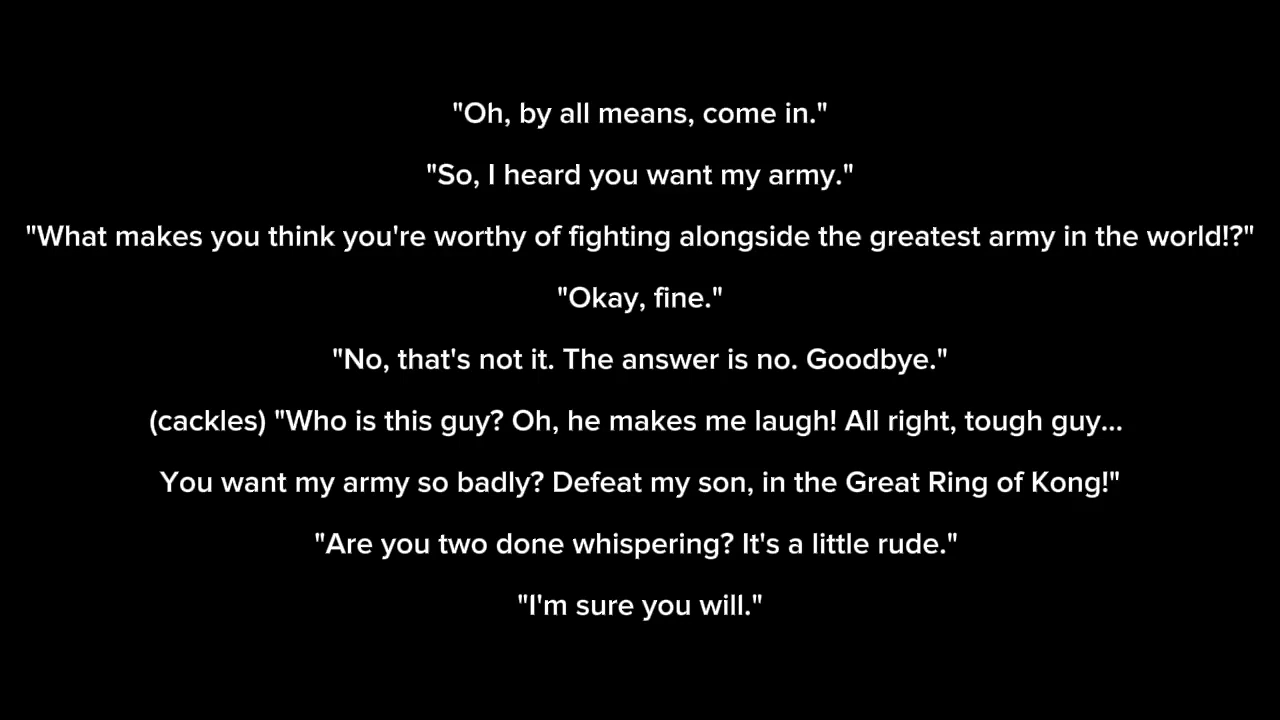 "Oh, by all means, come in."
"So, I heard you want my army."
"What makes you think you're worthy of fighting alongside the greatest army in the world!?"
"Okay, fine."
"No, that's not it. The answer is no. Goodbye."
(cackles) "Who is this guy? Oh, he makes me laugh! All right, tough guy...
You want my army so badly? Defeat my son, in the Great Ring of Kong!"
"Are you two done whispering? It's a little rude."
"I'm sure you will."